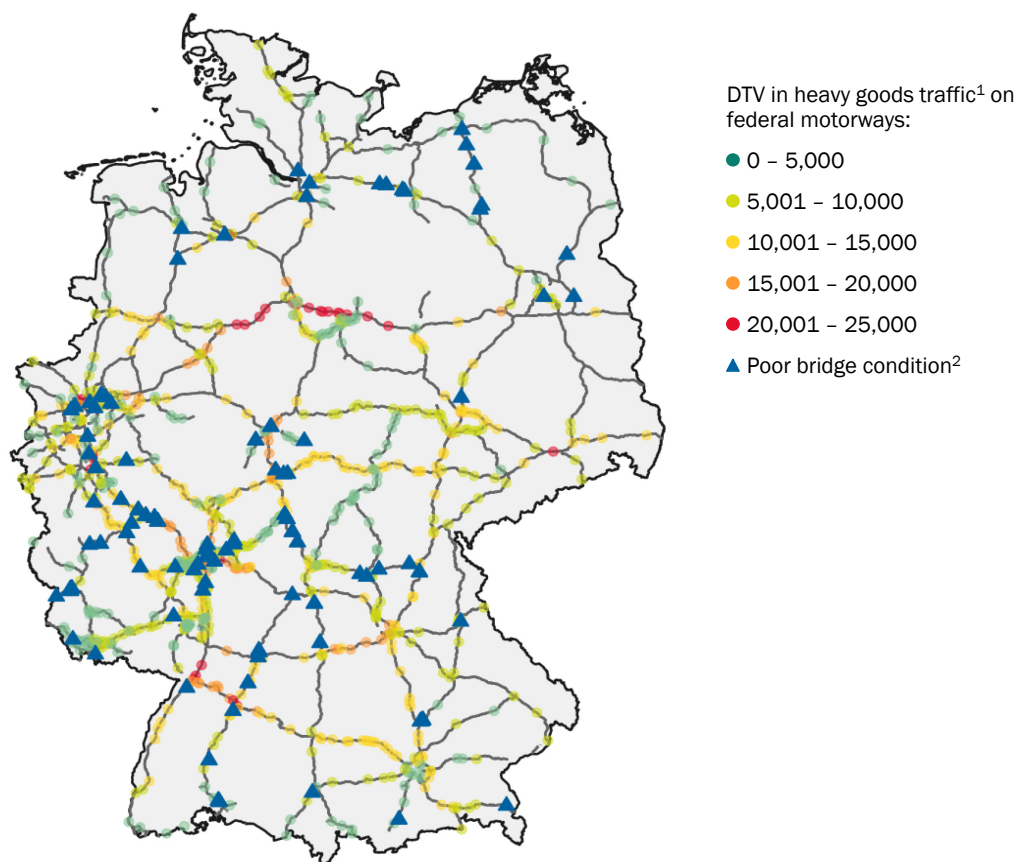 DTV in heavy goods traffic¹ on
federal motorways:
0 – 5,000
5,001 – 10,000
10,001 – 15,000
15,001 – 20,000
20,001 – 25,000
Poor bridge condition²